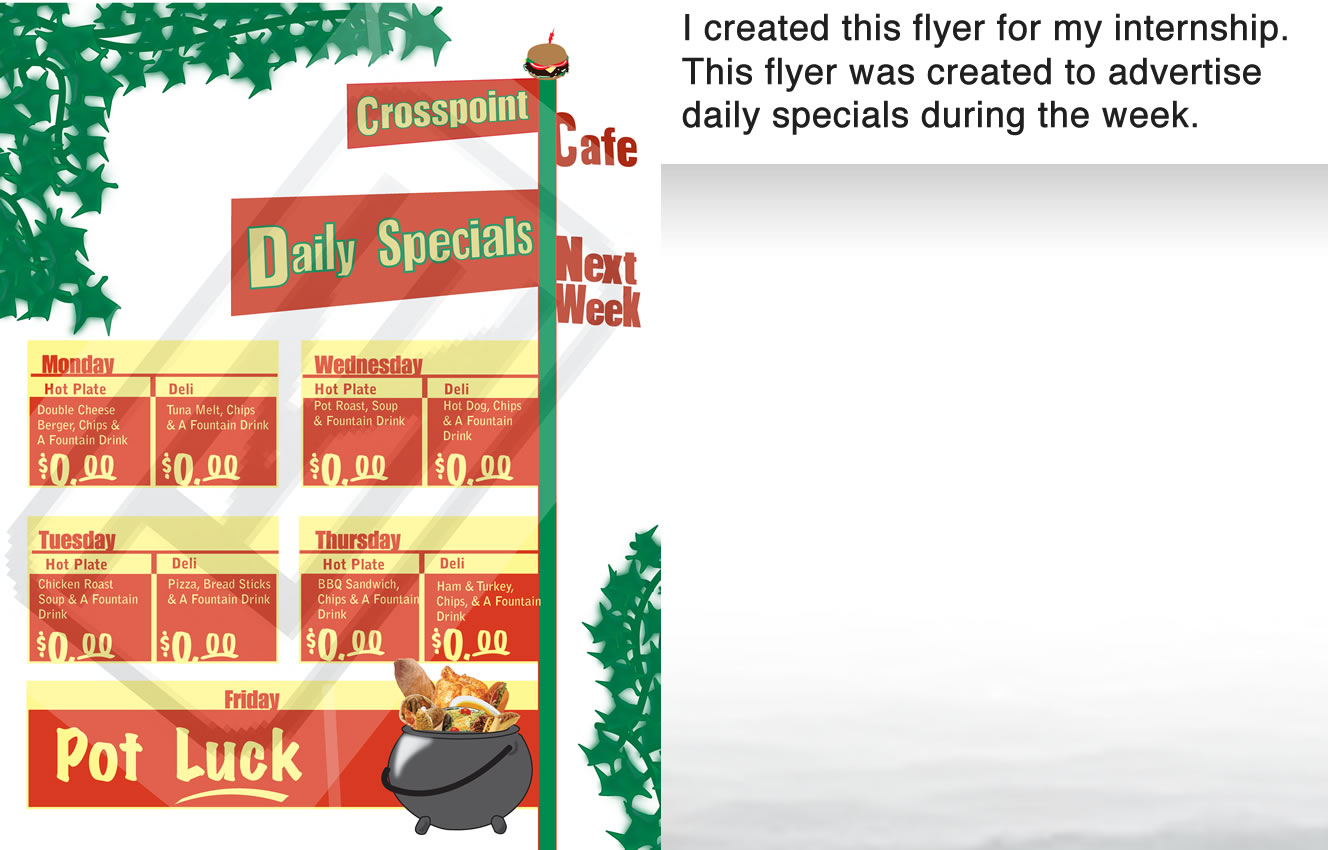 Crosspoint
Cafe
Daily Specials
Next
Week
Monday
Hot Plate
Deli
Double Cheese
Berger, Chips &
A Fountain Drink
$0.00
Tuna Melt, Chips
& A Fountain Drink
$0.00
Wednesday
Hot Plate
Deli
Pot Roast, Soup
& Fountain Drink
$0.00
Hot Dog, Chips
& A Fountain
Drink
$0.00
Tuesday
Hot Plate
Deli
Chicken Roast
Soup & A Fountain
Drink
$0.00
Pizza, Bread Sticks
& A Fountain Drink
$0.00
Thursday
Hot Plate
Deli
BBQ Sandwich,
Chips & A Fountain
Drink
$0.00
Ham & Turkey,
Chips, & A Fountain
Drink
$0.00
Friday
Pot Luck
I created this flyer for my internship.
This flyer was created to advertise
daily specials during the week.